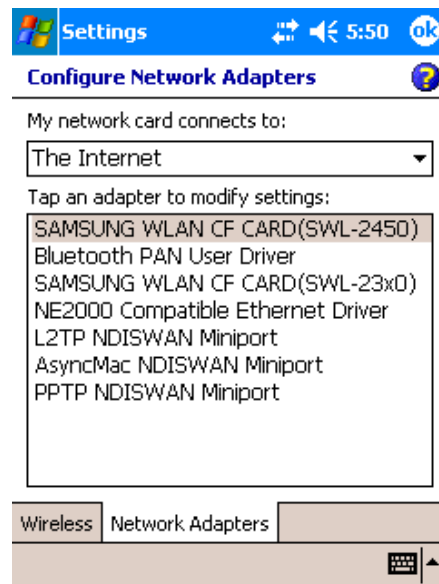 Settings 5:50 ok
Configure Network Adapters
My network card connects to:
The Internet
Tap an adapter to modify settings:
SAMSUNG WLAN CF CARD(SWL-2450)
Bluetooth PAN User Driver
SAMSUNG WLAN CF CARD(SWL-23x0)
NE2000 Compatible Ethernet Driver
L2TP NDISWAN Miniport
AsyncMac NDISWAN Miniport
PPTP NDISWAN Miniport
Wireless Network Adapters